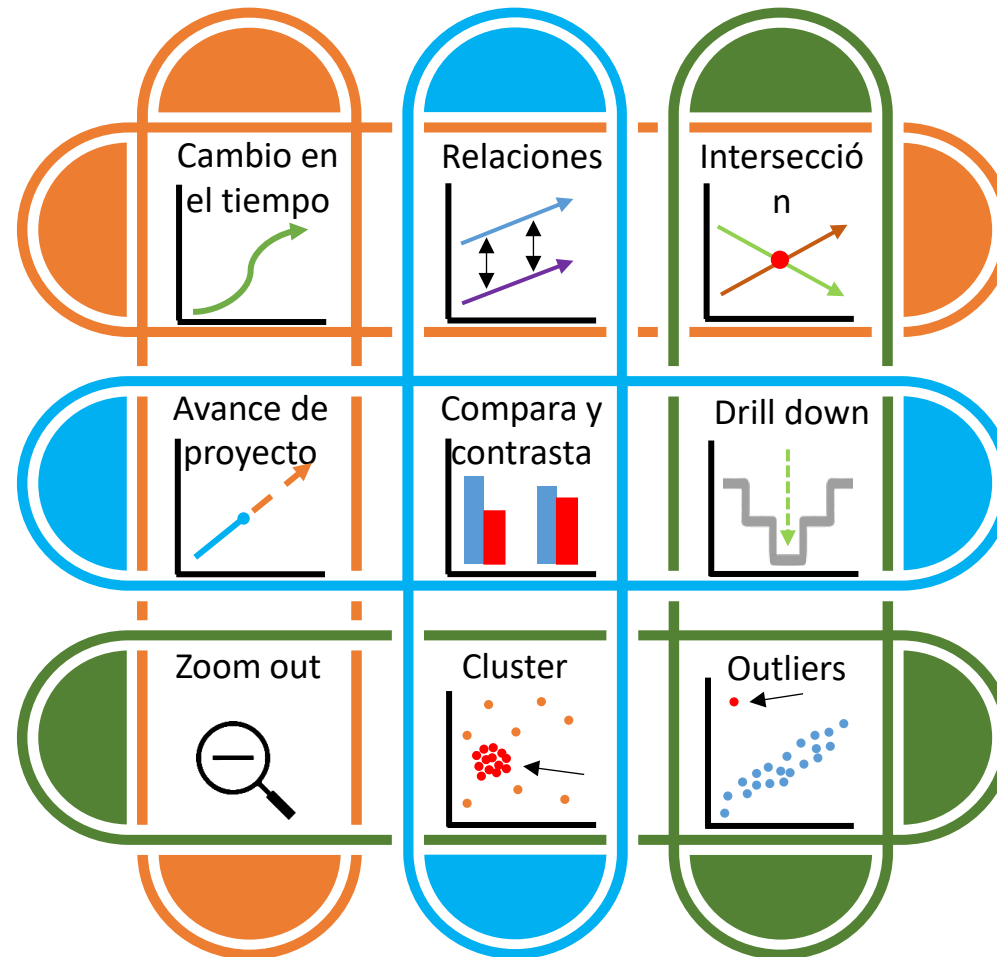 Cambio en
el tiempo
Relaciones
Intersecció
n
Avance de
proyecto
Compara y
contrasta
Drill down
Zoom out
Cluster
Outliers